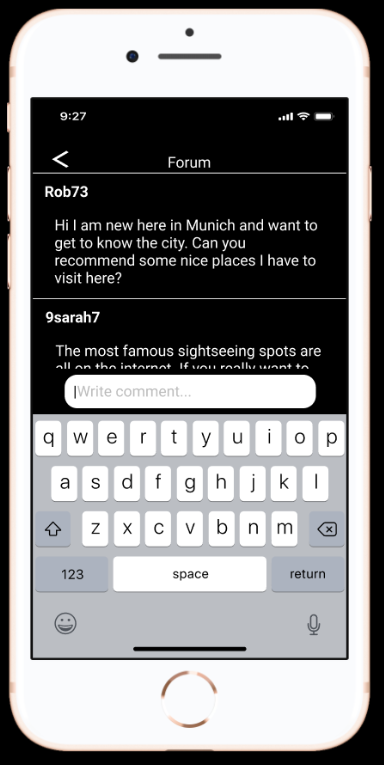 9:27
<
Forum
Rob73
Hi I am new here in Munich and want to
get to know the city. Can you
recommend some nice places I have to
visit here?
9sarah7
The most famous sightseeing spots are
all on the internet. If you really want to
Write comment...
q w e r t y u i o p
a s d f g h j k l
z x c v b n m
123 space return